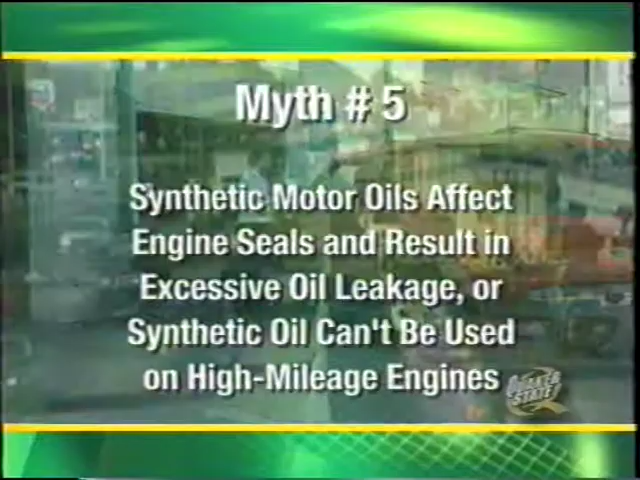 Myth # 5
Synthetic Motor Oils Affect
Engine Seals and Result in
Excessive Oil Leakage, or
Synthetic Oil Can't Be Used
on High-Mileage Engines
QUAKER
STATE